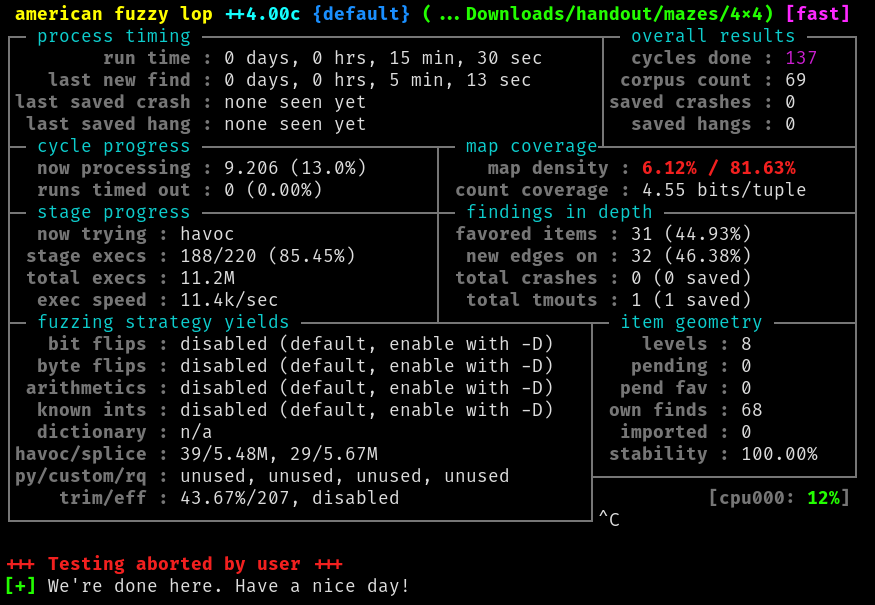 american fuzzy lop ++4.00c {default} (...Downloads/handout/mazes/4x4) [fast]
process timing overall results
run time : 0 days, 0 hrs, 15 min, 30 sec cycles done : 137
last new find : 0 days, 0 hrs, 5 min, 13 sec corpus count : 69
last saved crash : none seen yet saved crashes : 0
last saved hang : none seen yet saved hangs : 0
cycle progress map coverage
now processing : 9.206 (13.0%) map density : 6.12% / 81.63%
runs timed out : 0 (0.00%) count coverage : 4.55 bits/tuple
stage progress findings in depth
now trying : havoc favored items : 31 (44.93%)
stage execs : 188/220 (85.45%) new edges on : 32 (46.38%)
total execs : 11.2M total crashes : 0 (0 saved)
exec speed : 11.4k/sec total tmouts : 1 (1 saved)
fuzzing strategy yields item geometry
bit flips : disabled (default, enable with -D) levels : 8
byte flips : disabled (default, enable with -D) pending : 0
arithmetics : disabled (default, enable with -D) pend fav : 0
known ints : disabled (default, enable with -D) own finds : 68
dictionary : n/a imported : 0
havoc/splice : 39/5.48M, 29/5.67M stability : 100.00%
py/custom/rq : unused, unused, unused, unused
trim/eff : 43.67%/207, disabled [cpu000: 12%]
^C
+++ Testing aborted by user +++
[+] We're done here. Have a nice day!